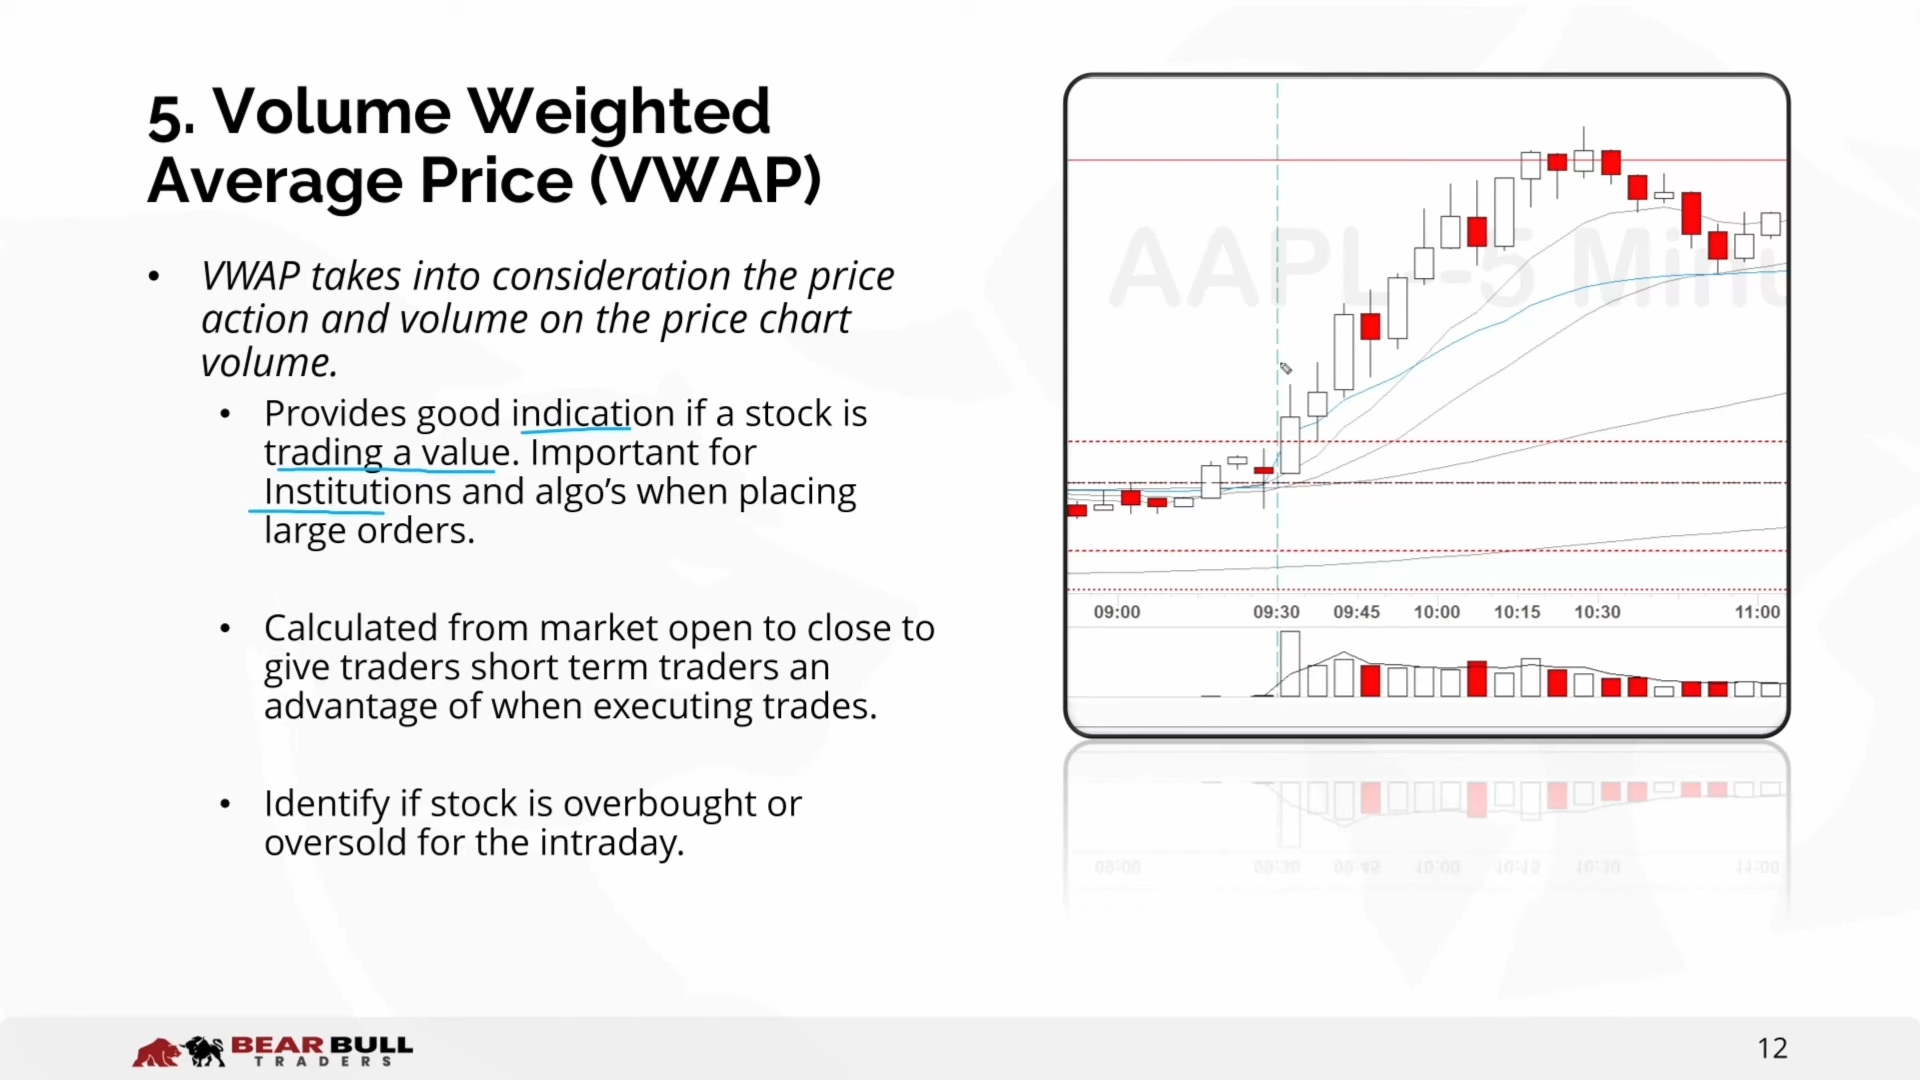 5. Volume Weighted
Average Price (VWAP)
• VWAP takes into consideration the price
action and volume on the price chart
volume.
• Provides good indication if a stock is
trading a value. Important for
Institutions and algo’s when placing
large orders.
• Calculated from market open to close to
give traders short term traders an
advantage of when executing trades.
• Identify if stock is overbought or
oversold for the intraday.
AAPL--5 Minu
09:00 09:30 09:45 10:00 10:15 10:30 11:00
BEAR BULL
TRADERS
12